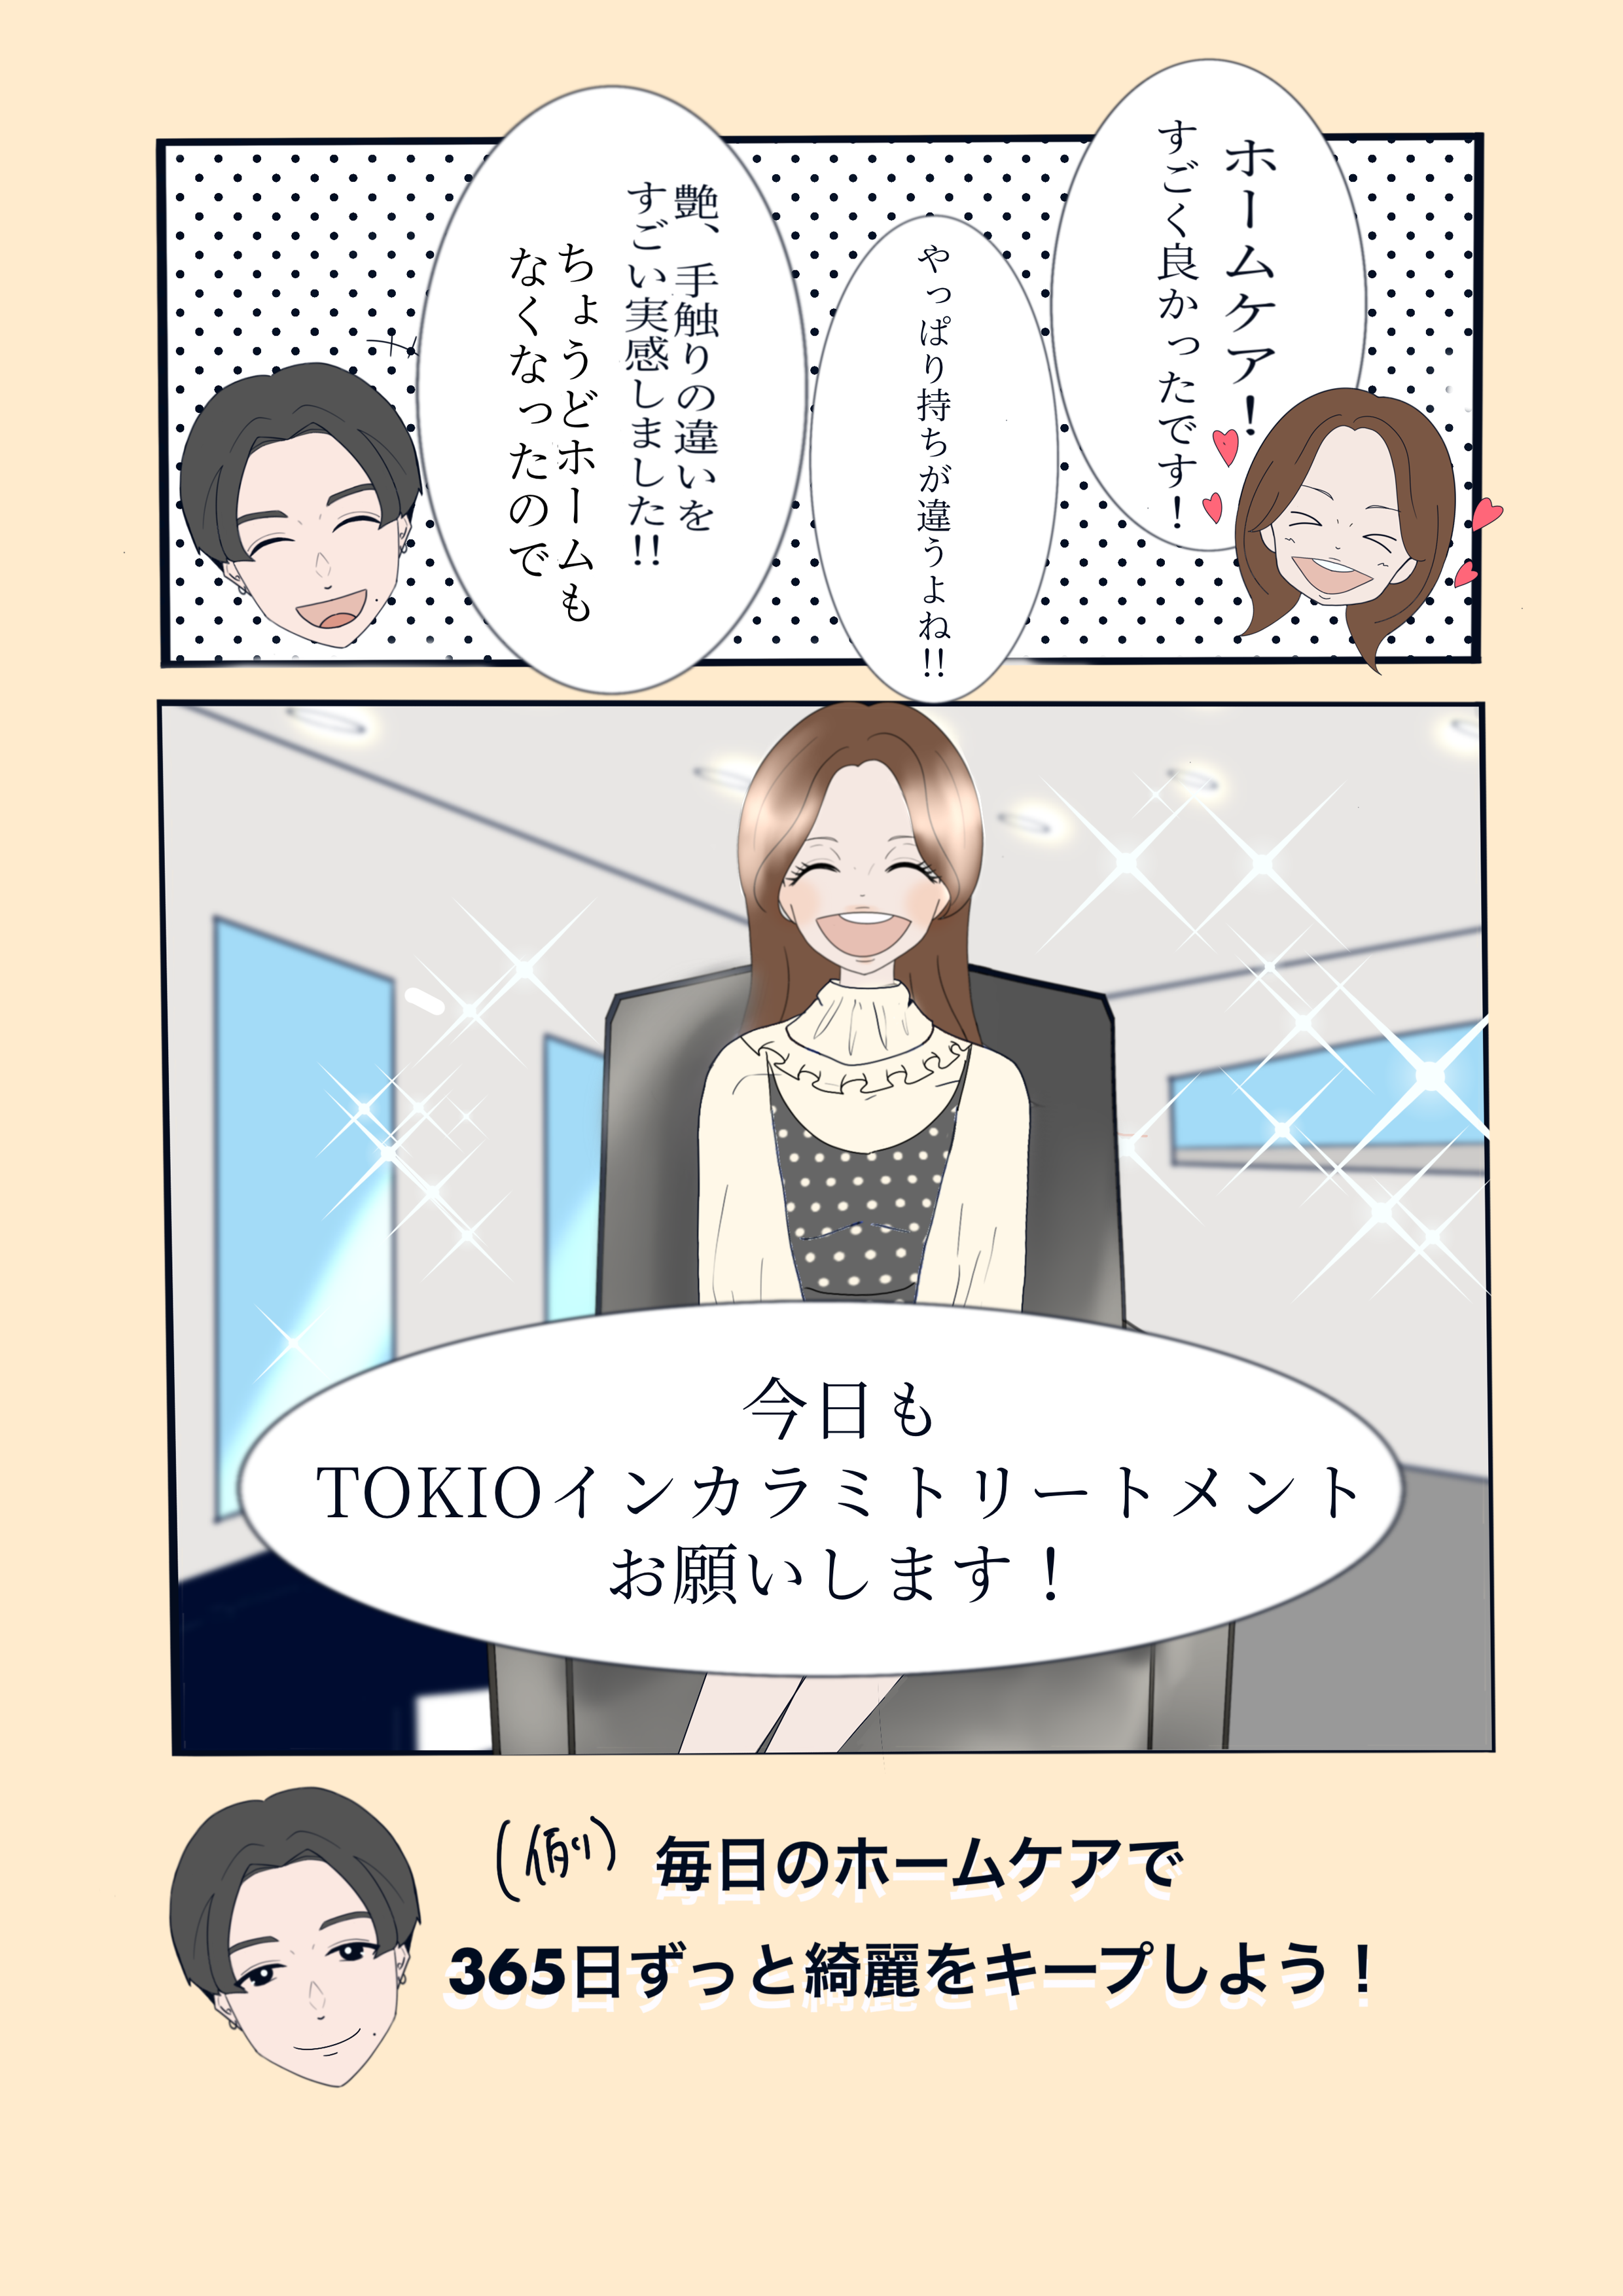 ホームケア！
すごく良かったです！
やっぱり持ちが違うよね!!
艶、手触りの違いを
すごい実感しました!!
ちょうどホームも
なくなったので
今日も
TOKIOインカラミトリートメント
お願いします！
(例) 毎日のホームケアで
365日ずっと綺麗をキープしよう！